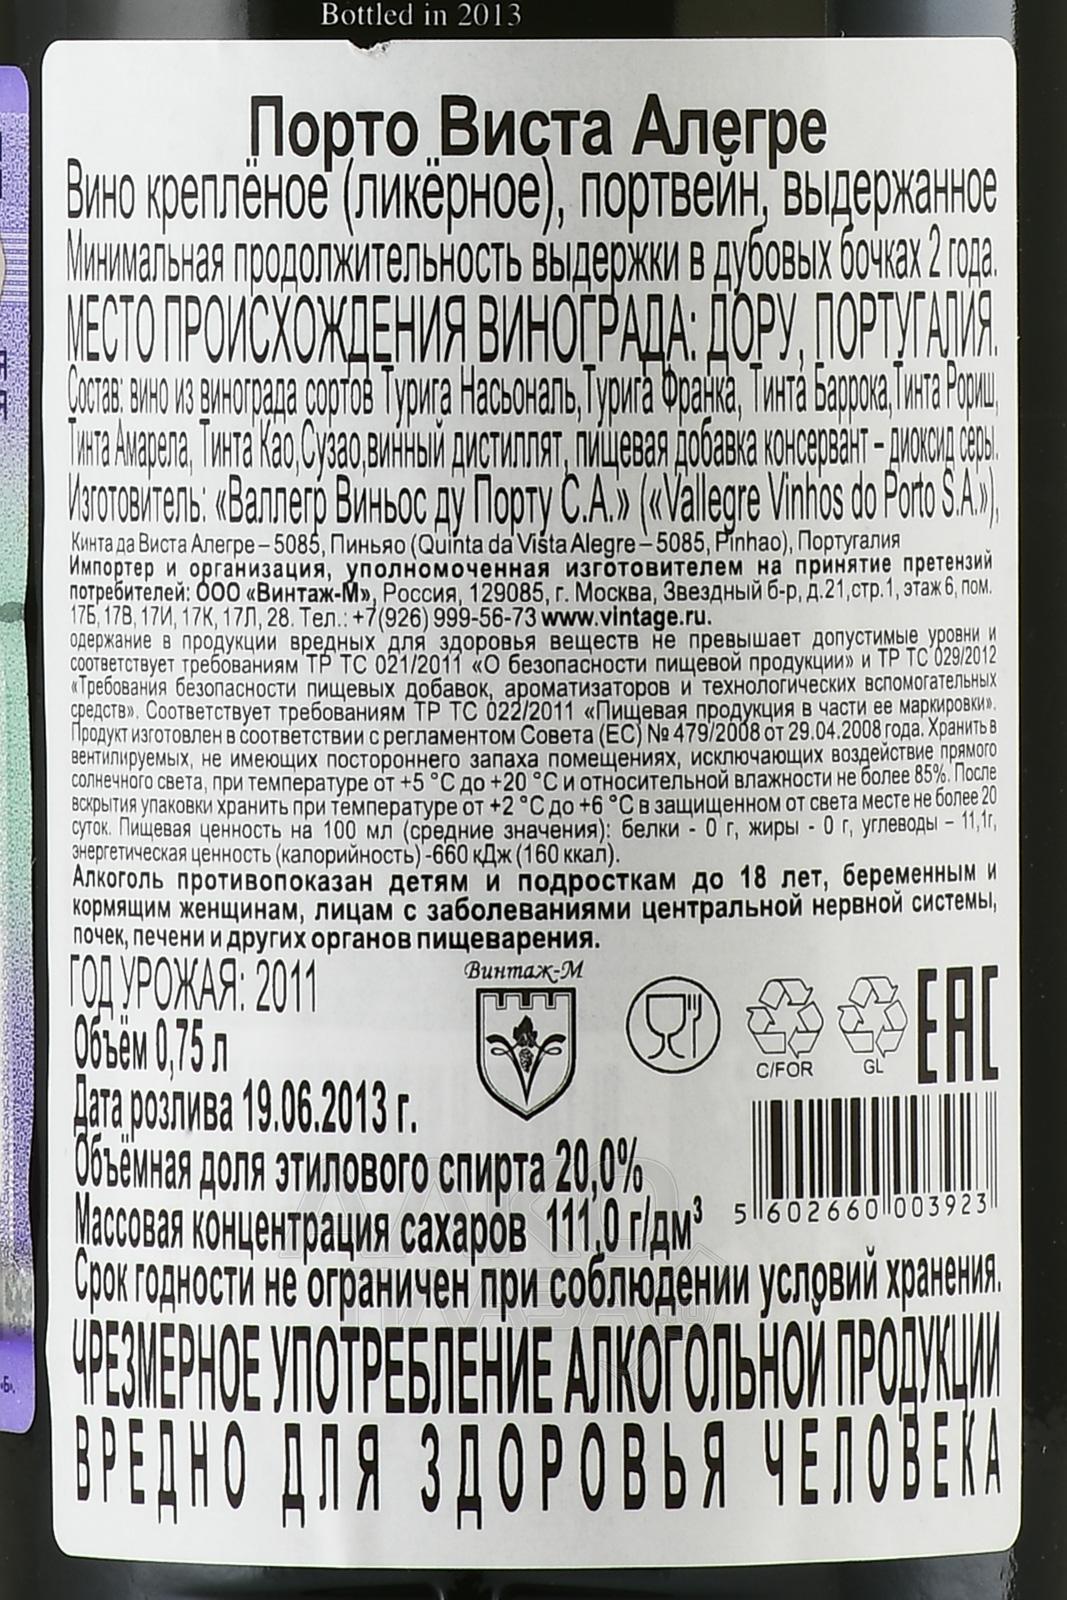 Bottled in 2013
Порто Виста Алегре
Вино креплёное (ликёрное), портвейн, выдержанное
Минимальная продолжительность выдержки в дубовых бочках 2 года.
МЕСТО ПРОИСХОЖДЕНИЯ ВИНОГРАДА: ДОРУ, ПОРТУГАЛИЯ.
Состав: вино из винограда сортов Турига Насьональ, Турига Франка, Тинта Баррока, Тинта Рориш,
Тинта Амарела, Тинта Као, Сузао, винный дистиллят, пищевая добавка консервант – диоксид серы.
Изготовитель: «Валлегр Виньос ду Порту С.А.» («Vallegre Vinhos do Porto S.A.»),
Кинта да Виста Алегре – 5085, Пиньяо (Quinta da Vista Alegre – 5085, Pinhao), Португалия
Импортер и организация, уполномоченная изготовителем на принятие претензий
потребителей: ООО «Винтаж-М», Россия, 129085, г. Москва, Звездный б-р, д.21,стр.1, этаж 6, пом.
17Б, 17В, 17И, 17К, 17Л, 28. Тел.: +7(926) 999-56-73 www.vintage.ru.
одержание в продукции вредных для здоровья веществ не превышает допустимые уровни и
соответствует требованиям ТР ТС 021/2011 «О безопасности пищевой продукции» и ТР ТС 029/2012
«Требования безопасности пищевых добавок, ароматизаторов и технологических вспомогательных
средств». Соответствует требованиям ТР ТС 022/2011 «Пищевая продукция в части ее маркировки».
Продукт изготовлен в соответствии с регламентом Совета (ЕС) № 479/2008 от 29.04.2008 года. Хранить в
вентилируемых, не имеющих постороннего запаха помещениях, исключающих воздействие прямого
солнечного света, при температуре от +5 °С до +20 °С и относительной влажности не более 85%. После
вскрытия упаковки хранить при температуре от +2 °С до +6 °С в защищенном от света месте не более 20
суток. Пищевая ценность на 100 мл (средние значения): белки - 0 г, жиры - 0 г, углеводы – 11,1г,
энергетическая ценность (калорийность) -660 кДж (160 ккал).
Алкоголь противопоказан детям и подросткам до 18 лет, беременным и
кормящим женщинам, лицам с заболеваниями центральной нервной системы,
почек, печени и других органов пищеварения.
ГОД УРОЖАЯ: 2011
Винтаж-М
Объём 0,75 л
C/FOR
GL
EAC
Дата розлива 19.06.2013 г.
Объёмная доля этилового спирта 20,0%
5 602660 003923
Массовая концентрация сахаров 111,0 г/дм³
Срок годности не ограничен при соблюдении условий хранения.
ЧРЕЗМЕРНОЕ УПОТРЕБЛЕНИЕ АЛКОГОЛЬНОЙ ПРОДУКЦИИ
ВРЕДНО ДЛЯ ЗДОРОВЬЯ ЧЕЛОВЕКА